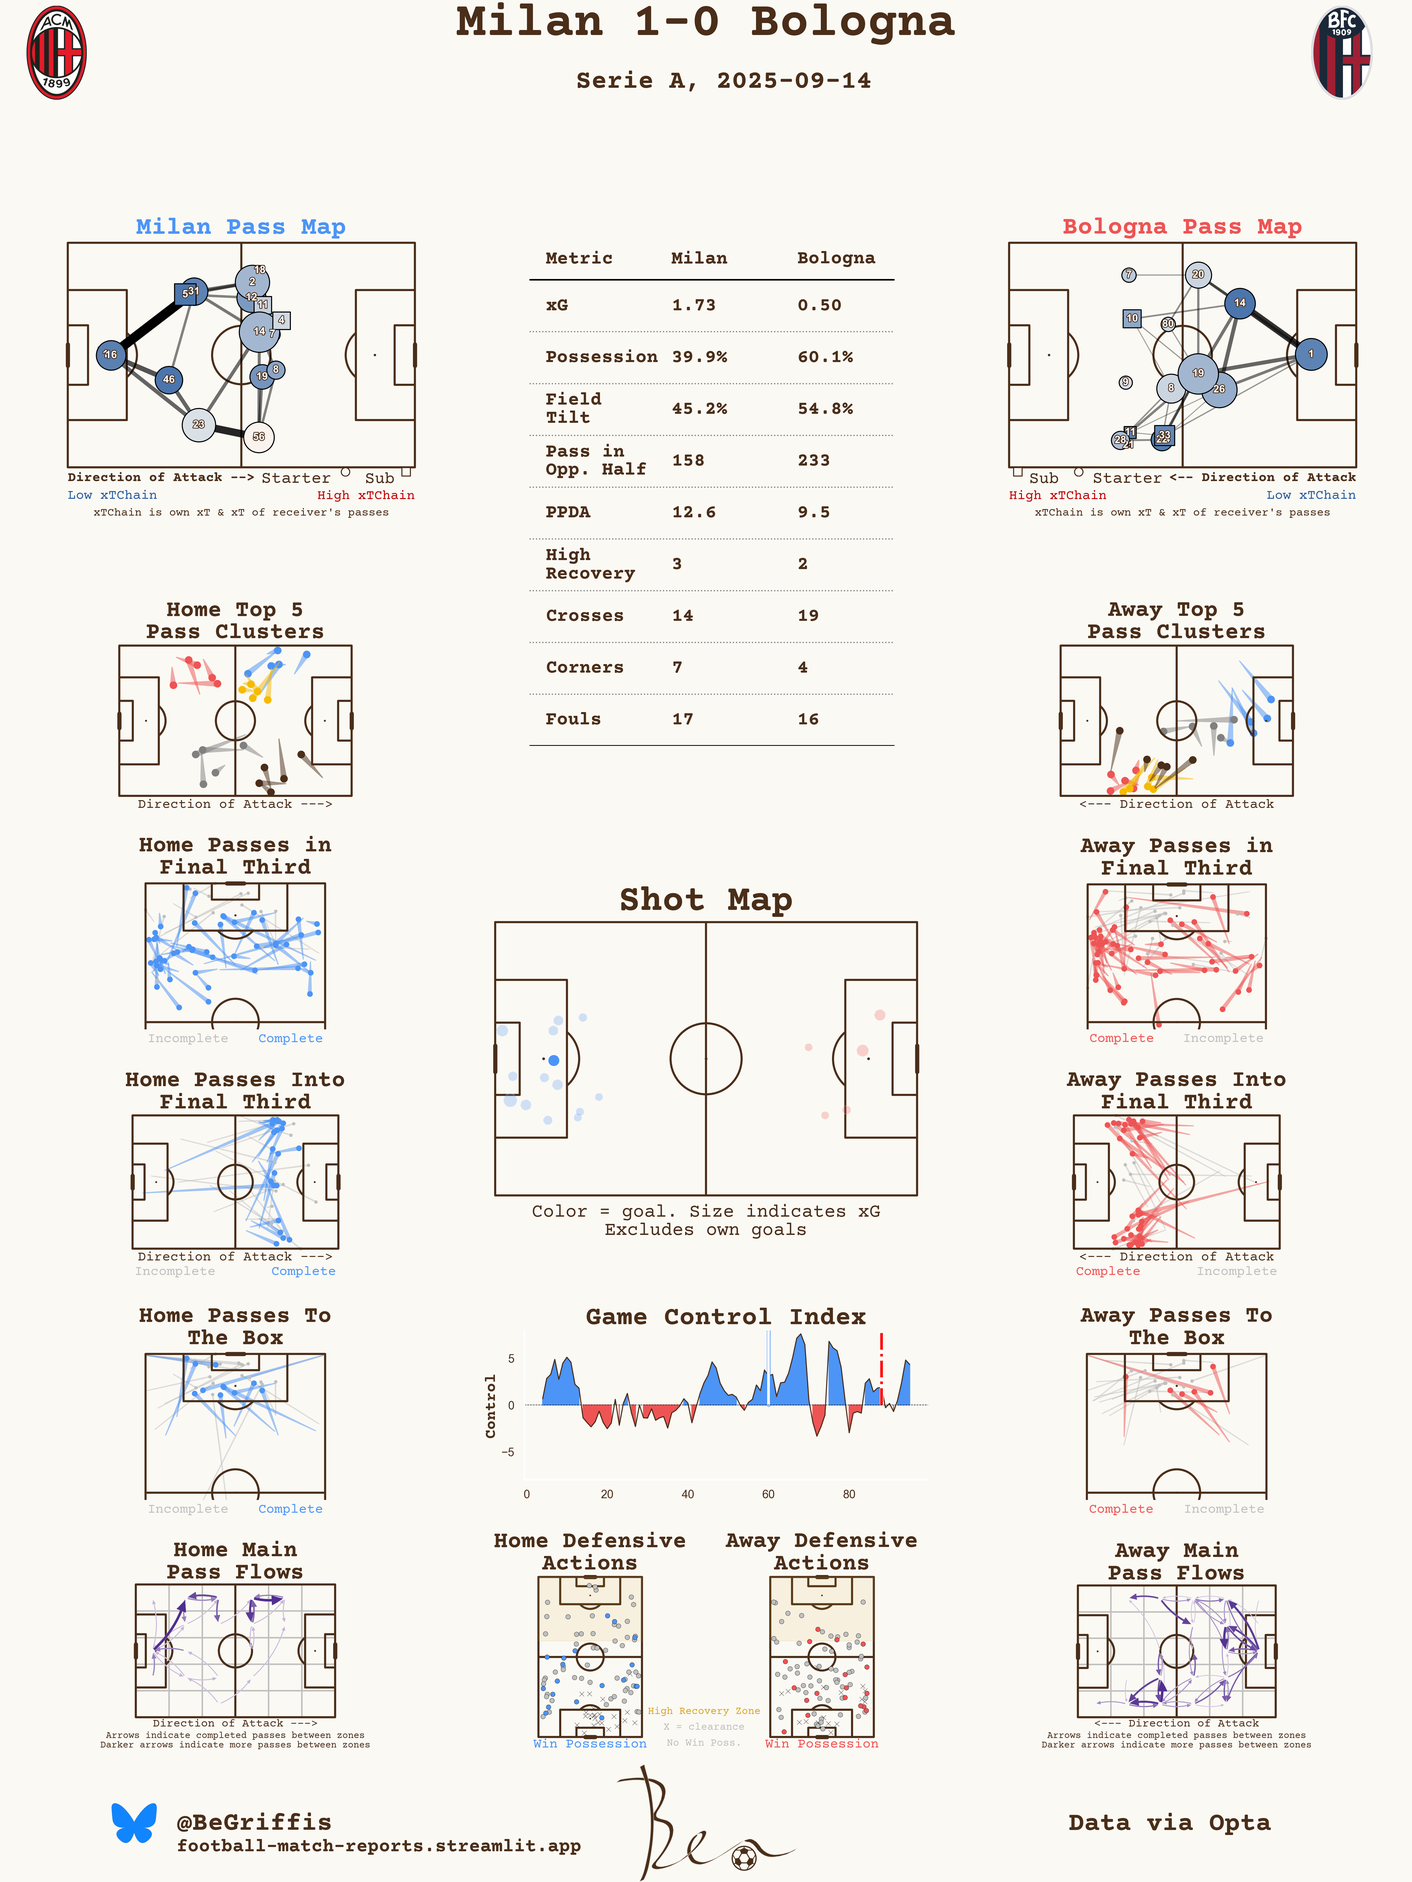 Milan 1-0 Bologna
Serie A, 2025-09-14
ACM
1899
BFC
1909
Milan Pass Map
18
2
5
31
12
11
4
14
7
16
46
19
8
23
56
Direction of Attack --> Starter Sub
Low xTChain High xTChain
xTChain is own xT & xT of receiver's passes
Metric Milan Bologna
xG 1.73 0.50
Possession 39.9% 60.1%
Field
Tilt 45.2% 54.8%
Pass in
Opp. Half 158 233
PPDA 12.6 9.5
High
Recovery 3 2
Crosses 14 19
Corners 7 4
Fouls 17 16
Bologna Pass Map
7
20
14
10
80
1
19
9
8
26
11
33
28
Sub Starter <-- Direction of Attack
High xTChain Low xTChain
xTChain is own xT & xT of receiver's passes
Home Top 5
Pass Clusters
Direction of Attack --->
Away Top 5
Pass Clusters
<--- Direction of Attack
Home Passes in
Final Third
Incomplete Complete
Away Passes in
Final Third
Complete Incomplete
Shot Map
Color = goal. Size indicates xG
Excludes own goals
Home Passes Into
Final Third
Direction of Attack --->
Incomplete Complete
Away Passes Into
Final Third
<--- Direction of Attack
Complete Incomplete
Home Passes To
The Box
Incomplete Complete
Game Control Index
Control
5
0
−5
0 20 40 60 80
Away Passes To
The Box
Complete Incomplete
Home Main
Pass Flows
Direction of Attack --->
Arrows indicate completed passes between zones
Darker arrows indicate more passes between zones
Home Defensive
Actions
Win Possession
Away Defensive
Actions
Win Possession
High Recovery Zone
X = clearance
No Win Poss.
Away Main
Pass Flows
<--- Direction of Attack
Arrows indicate completed passes between zones
Darker arrows indicate more passes between zones
@BeGriffis
football-match-reports.streamlit.app
Ben
Data via Opta